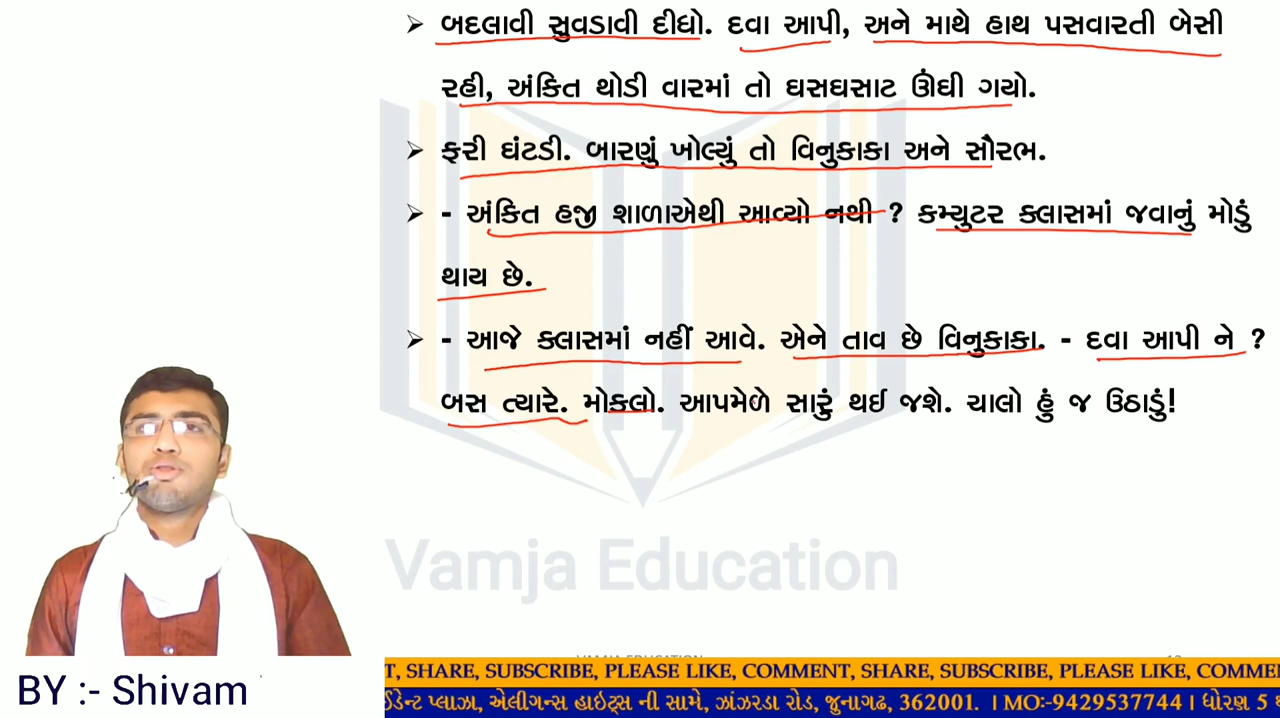 ➢ બદલાવી સુવડાવી દીધો. દવા આપી, અને માથે હાથ પસવારતી બેસી
રહી, અંકિત થોડી વારમાં તો ઘસઘસાટ ઊંઘી ગયો.
➢ ફરી ઘંટડી. બારણું ખોલ્યું તો વિનુકાકા અને સૌરભ.
➢ - અંકિત હજી શાળાએથી આવ્યો નથી ? કમ્પ્યુટર ક્લાસમાં જવાનું મોડું
થાય છે.
➢ - આજે ક્લાસમાં નહીં આવે. એને તાવ છે વિનુકાકા. - દવા આપી ને ?
બસ ત્યારે. મોકલો. આપમેળે સારું થઈ જશે. ચાલો હું જ ઉઠાડું!
Vamja Education
BY :- Shivam
T, SHARE, SUBSCRIBE, PLEASE LIKE, COMMENT, SHARE, SUBSCRIBE, PLEASE LIKE, COMME
ઈડેન્ટ પ્લાઝા, એલીગન્સ હાઇટ્સ ની સામે, ઝાંઝરડા રોડ, જુનાગઢ, 362001. | MO:-9429537744 | ધોરણ 5